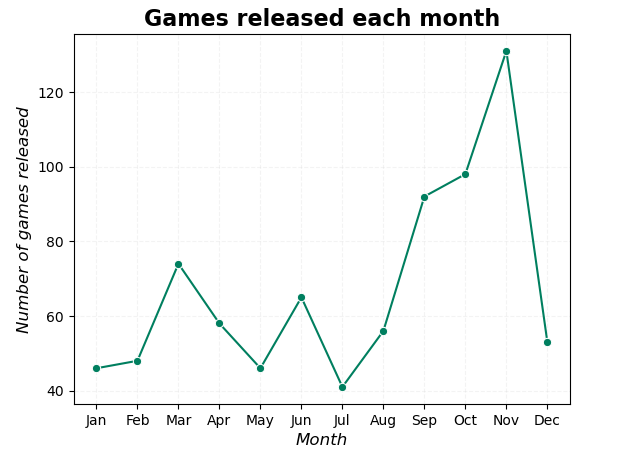 Games released each month
Number of games released
120
100
80
60
40
Jan Feb Mar Apr May Jun Jul Aug Sep Oct Nov Dec
Month